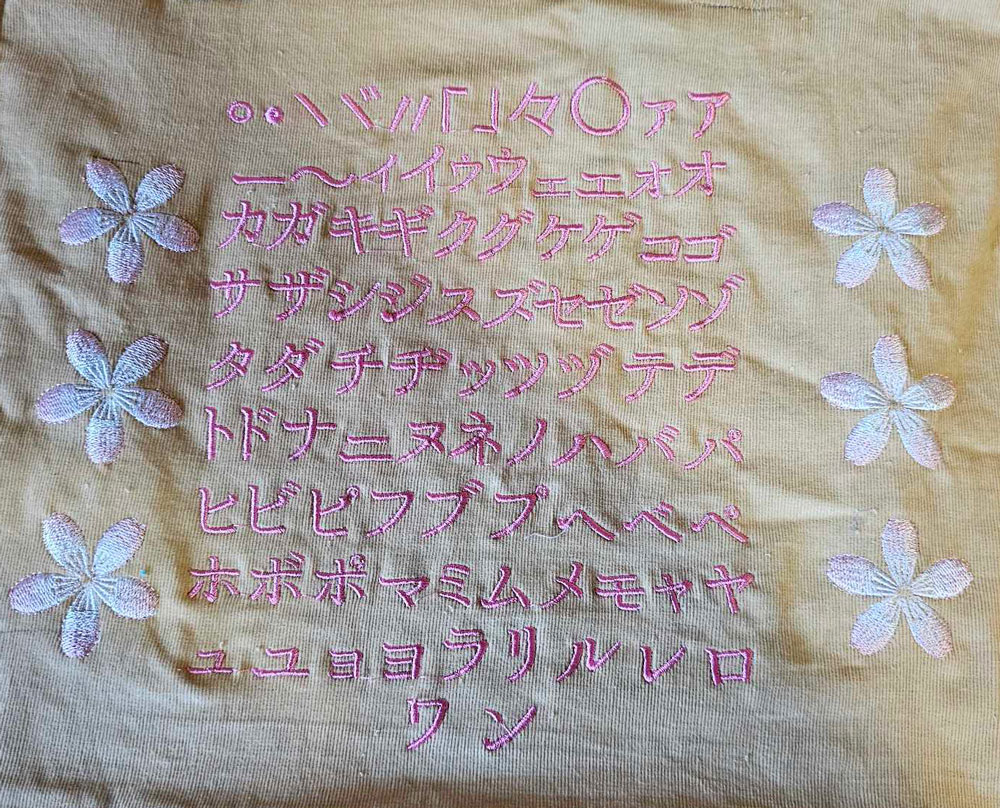 ヽヾ〃「」々〇ァア
ー～ィイゥウェエォオ
カガキギクグケゲコゴ
サザシジスズセゼソゾ
タダチヂッツヅテデ
トドナニヌネノハバパ
ヒビピフブプヘベペ
ホボポマミムメモャヤ
ュユョヨラリルレロ
ワン